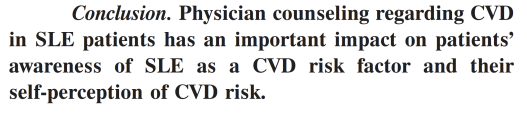 Conclusion. Physician counseling regarding CVD
in SLE patients has an important impact on patients’
awareness of SLE as a CVD risk factor and their
self-perception of CVD risk.